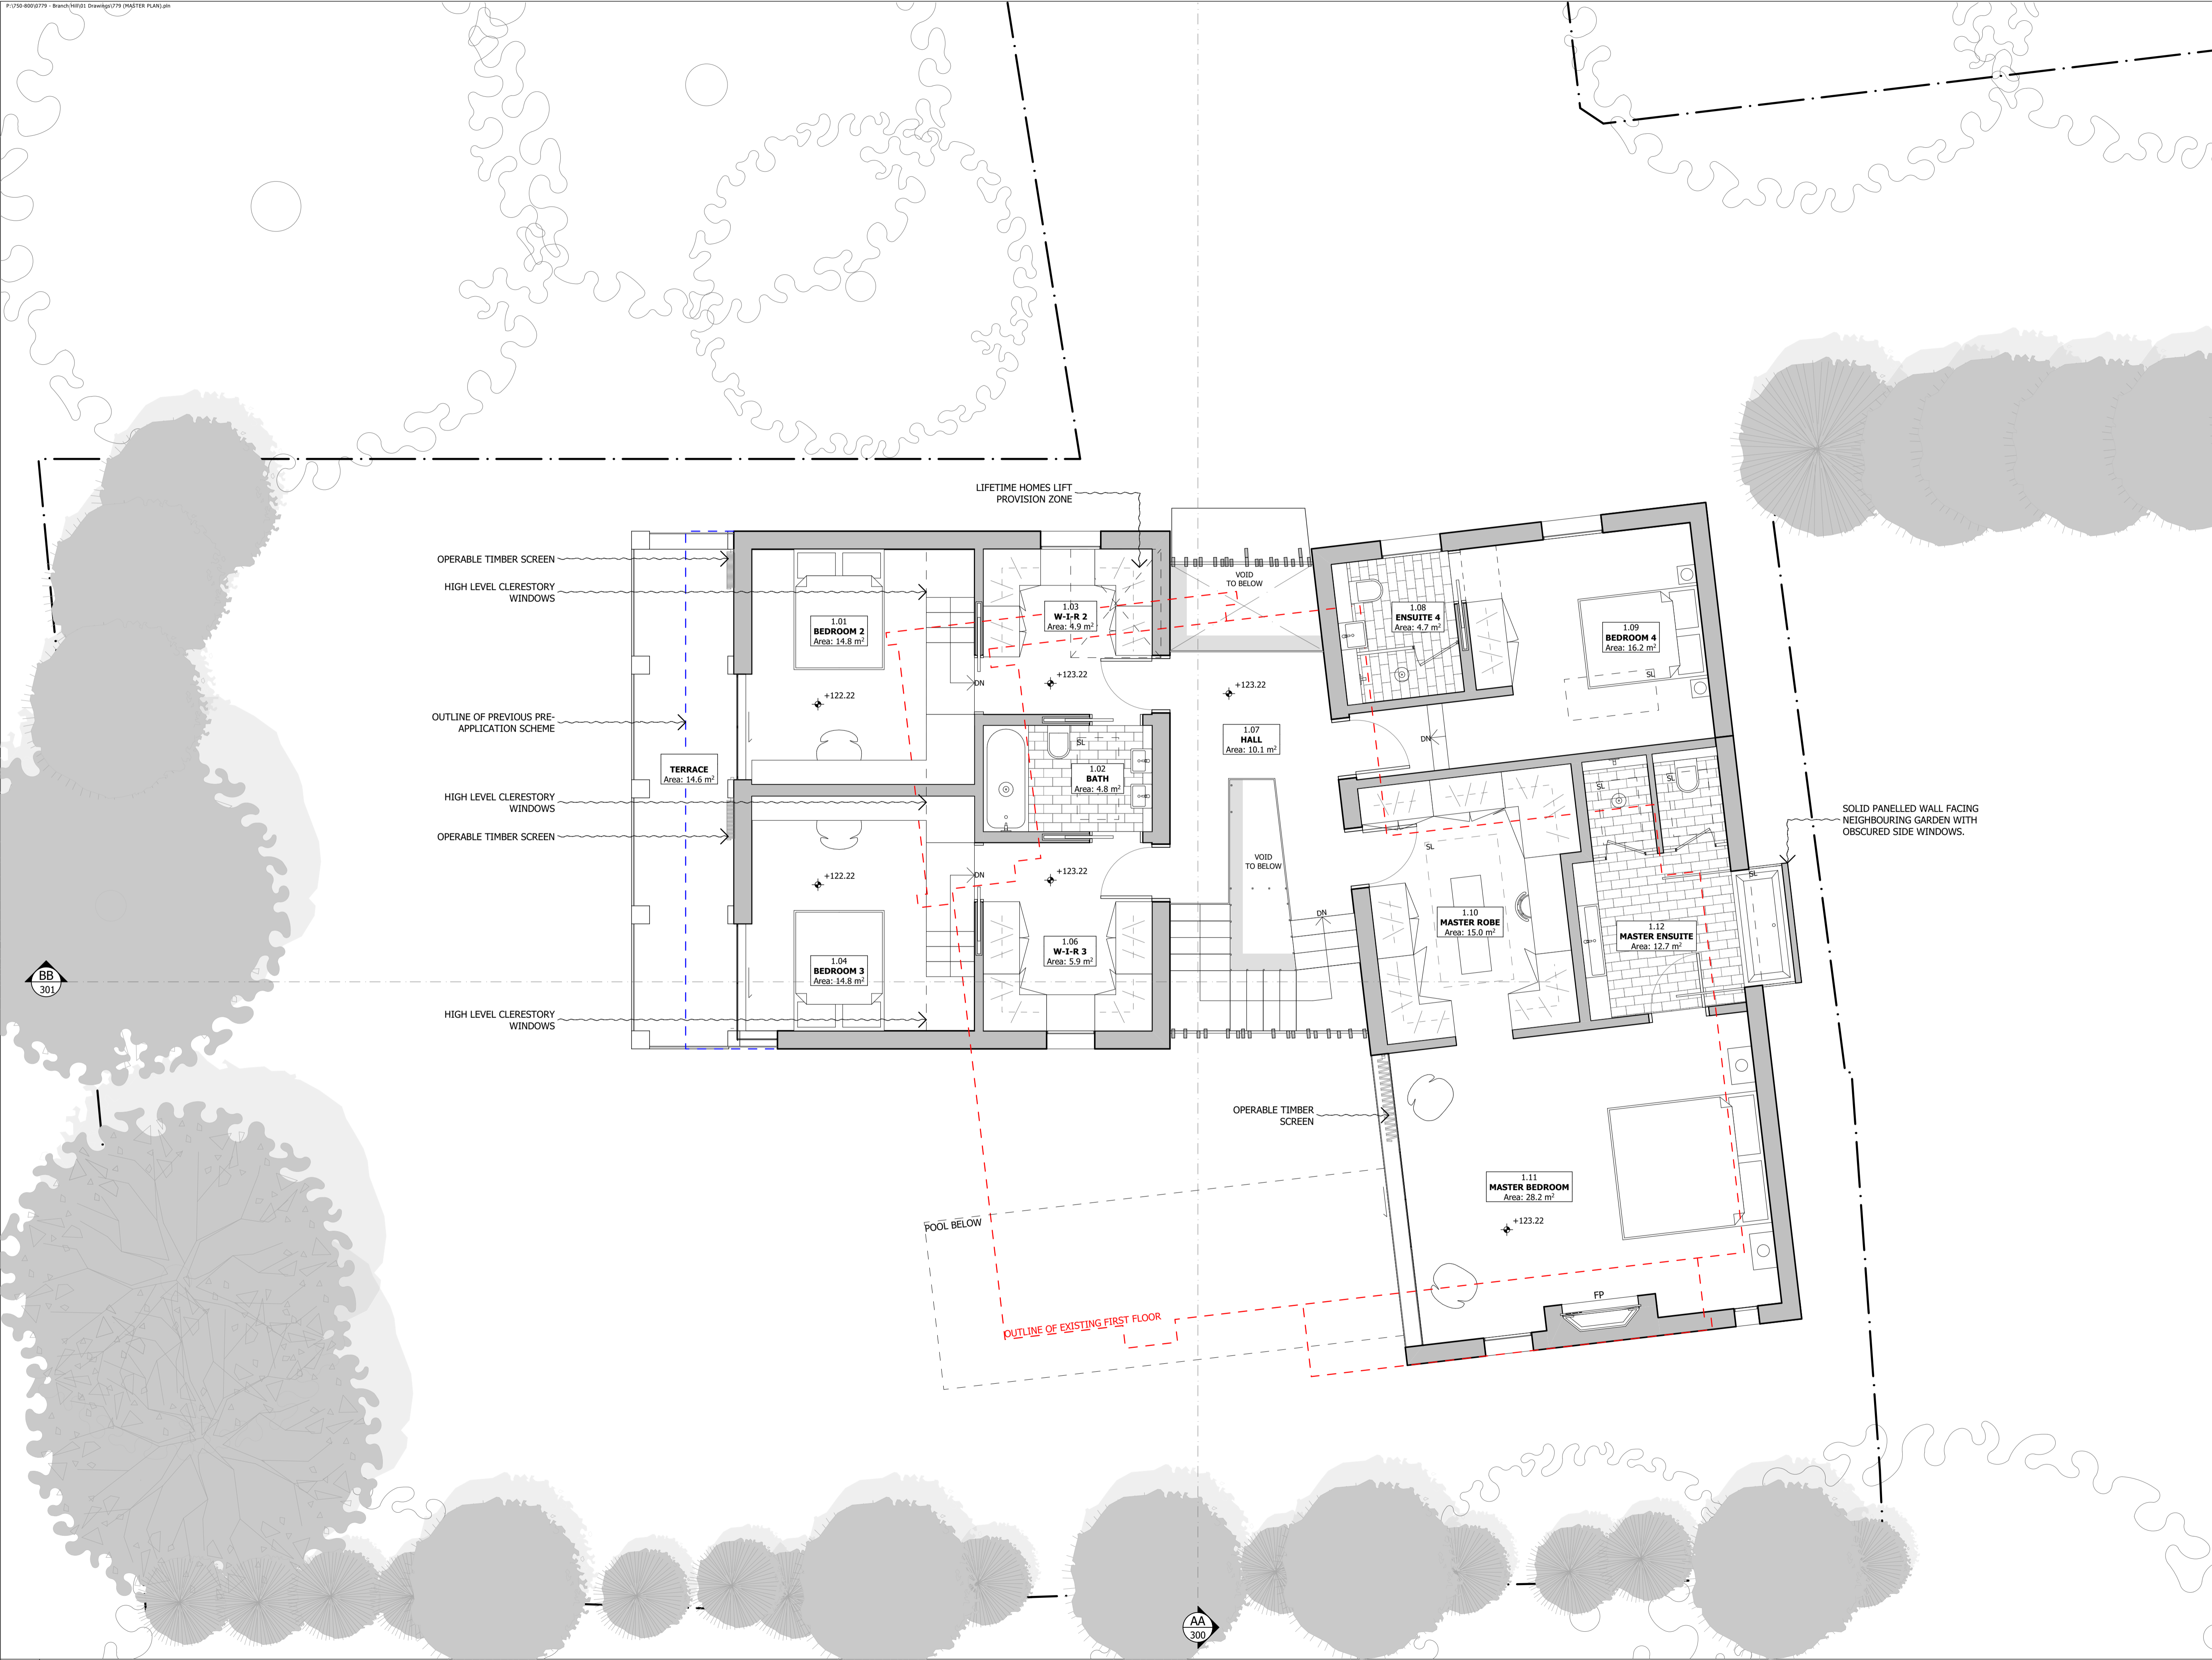 P:\750-800\0779 - Branch Hill\01 Drawings\779 (MASTER PLAN).pln
LIFETIME HOMES LIFT
PROVISION ZONE
OPERABLE TIMBER SCREEN
HIGH LEVEL CLERESTORY
WINDOWS
OUTLINE OF PREVIOUS PRE-
APPLICATION SCHEME
TERRACE
Area: 14.6 m²
HIGH LEVEL CLERESTORY
WINDOWS
OPERABLE TIMBER SCREEN
HIGH LEVEL CLERESTORY
WINDOWS
1.01
BEDROOM 2
Area: 14.8 m²
+122.22
DN
1.03
W-I-R 2
Area: 4.9 m²
+123.22
SL
1.02
BATH
Area: 4.8 m²
+122.22
DN
+123.22
1.04
BEDROOM 3
Area: 14.8 m²
1.06
W-I-R 3
Area: 5.9 m²
VOID
TO BELOW
+123.22
1.07
HALL
Area: 10.1 m²
VOID
TO BELOW
DN
1.08
ENSUITE 4
Area: 4.7 m²
1.09
BEDROOM 4
Area: 16.2 m²
SL
DN
SL
SL
SL
SL
1.10
MASTER ROBE
Area: 15.0 m²
1.12
MASTER ENSUITE
Area: 12.7 m²
SOLID PANELLED WALL FACING
NEIGHBOURING GARDEN WITH
OBSCURED SIDE WINDOWS.
OPERABLE TIMBER
SCREEN
1.11
MASTER BEDROOM
Area: 28.2 m²
+123.22
FP
POOL BELOW
OUTLINE OF EXISTING FIRST FLOOR
BB
301
AA
300